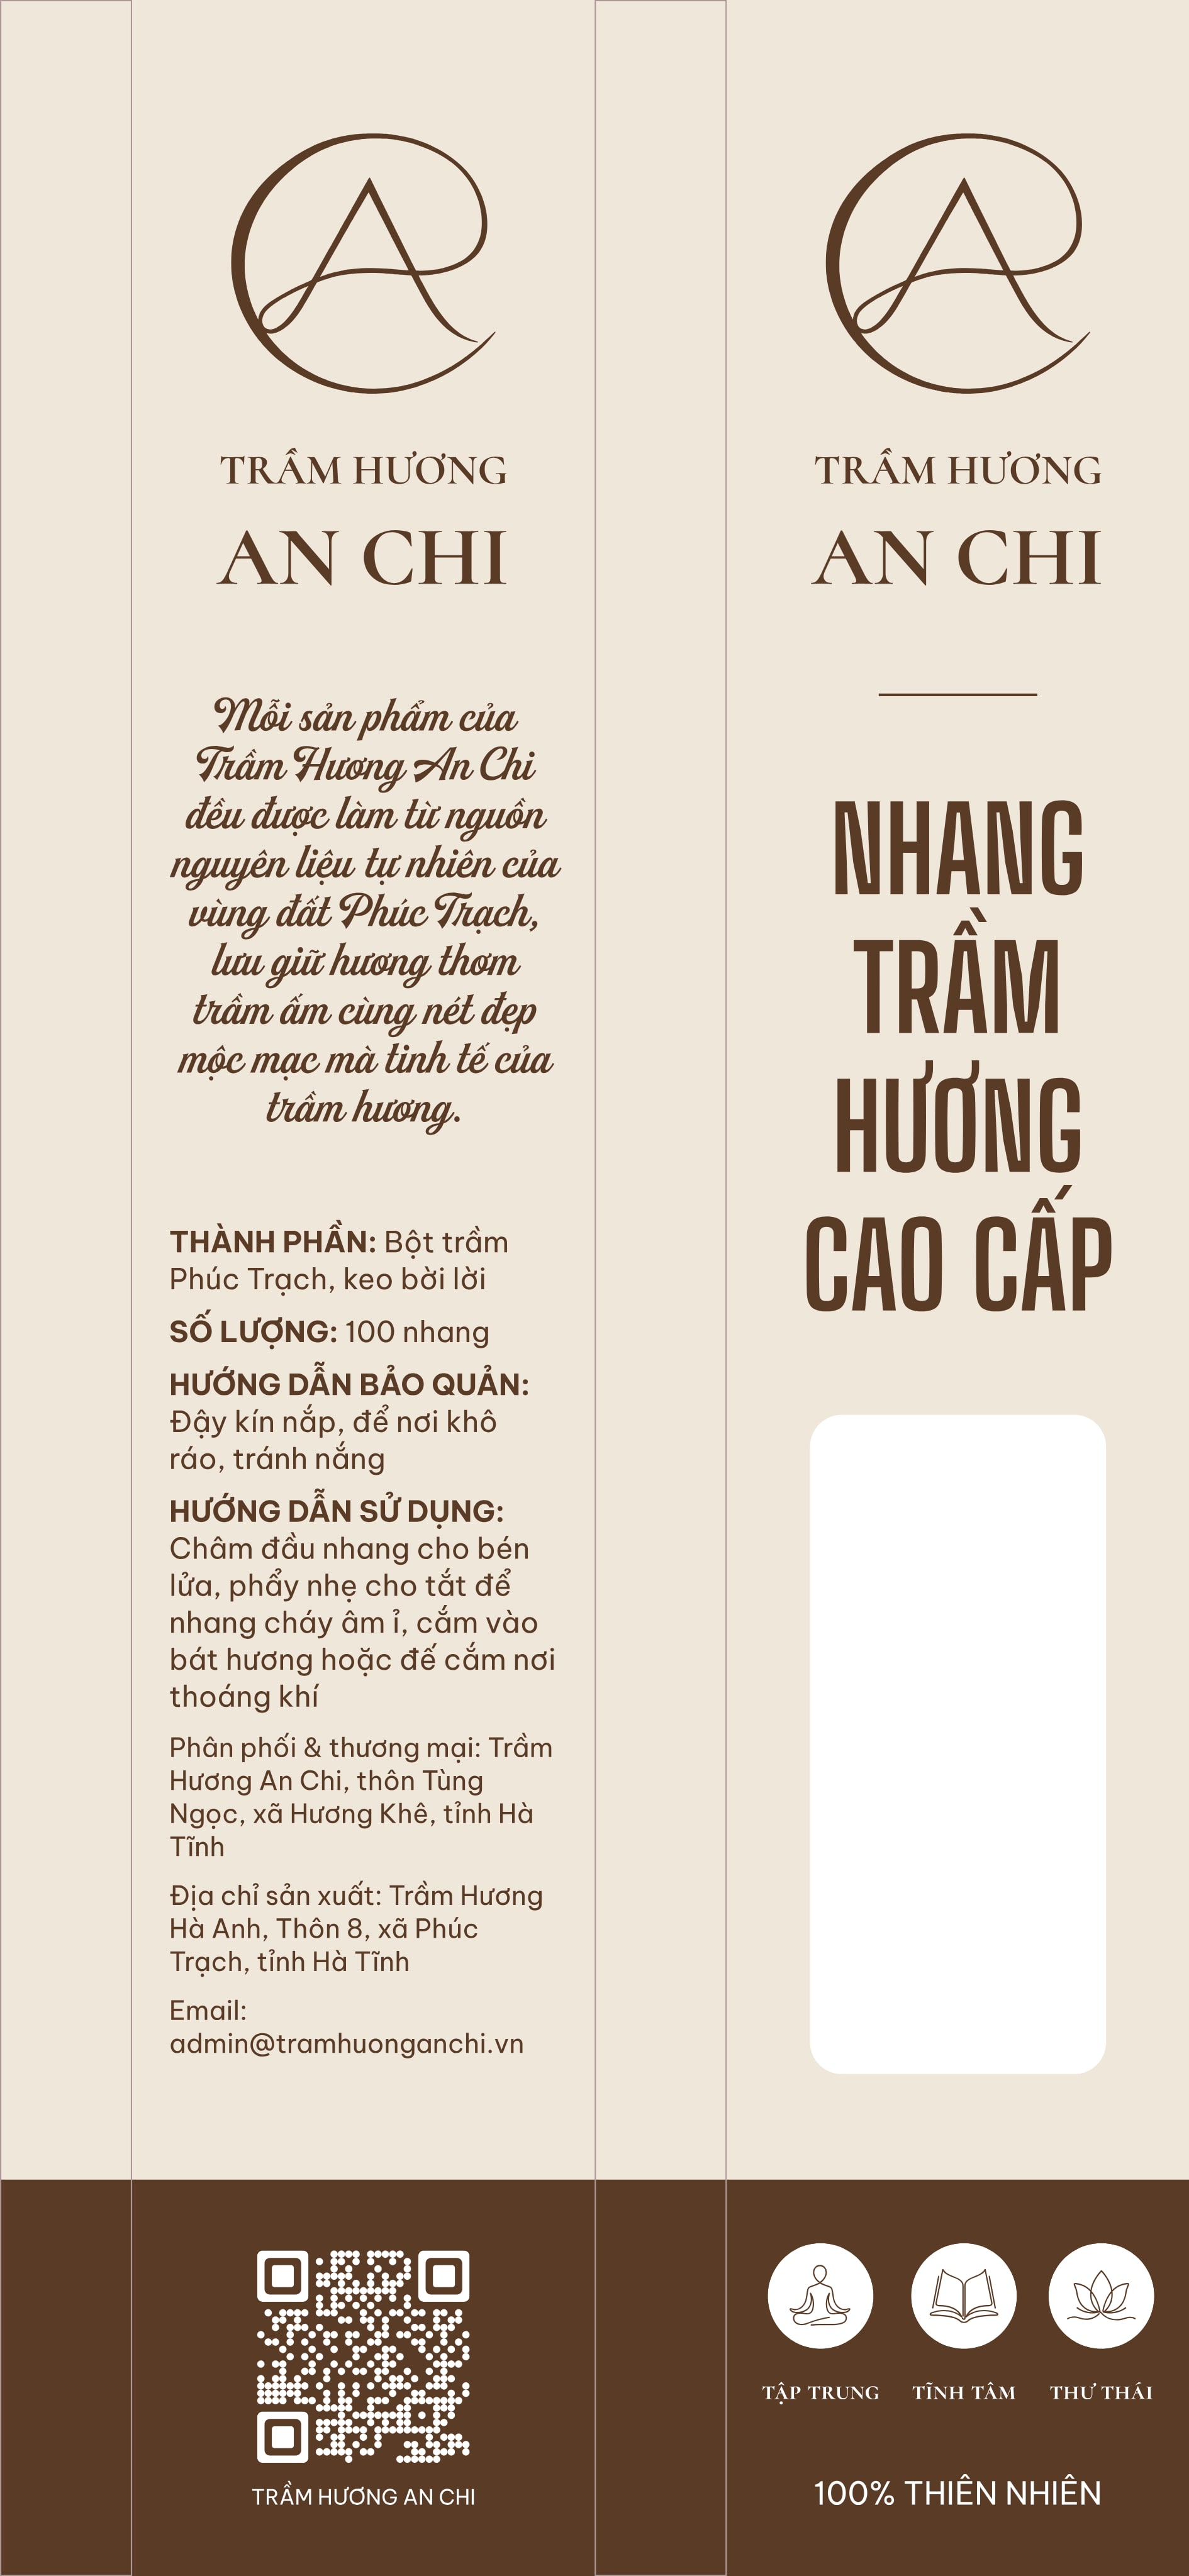 TRẦM HƯƠNG
AN CHI
Mỗi sản phẩm của
Trầm Hương An Chi
đều được làm từ nguồn
nguyên liệu tự nhiên của
vùng đất Phúc Trạch,
lưu giữ hương thơm
trầm ấm cùng nét đẹp
mộc mạc mà tinh tế của
trầm hương.
THÀNH PHẦN: Bột trầm
Phúc Trạch, keo bời lời
SỐ LƯỢNG: 100 nhang
HƯỚNG DẪN BẢO QUẢN:
Đậy kín nắp, để nơi khô
ráo, tránh nắng
HƯỚNG DẪN SỬ DỤNG:
Châm đầu nhang cho bén
lửa, phẩy nhẹ cho tắt để
nhang cháy âm ỉ, cắm vào
bát hương hoặc đế cắm nơi
thoáng khí
Phân phối & thương mại: Trầm
Hương An Chi, thôn Tùng
Ngọc, xã Hương Khê, tỉnh Hà
Tĩnh
Địa chỉ sản xuất: Trầm Hương
Hà Anh, Thôn 8, xã Phúc
Trạch, tỉnh Hà Tĩnh
Email:
admin@tramhuonganchi.vn
TRẦM HƯƠNG AN CHI
TRẦM HƯƠNG
AN CHI
NHANG
TRẦM
HƯƠNG
CAO CẤP
TẬP TRUNG
TĨNH TÂM
THƯ THÁI
100% THIÊN NHIÊN